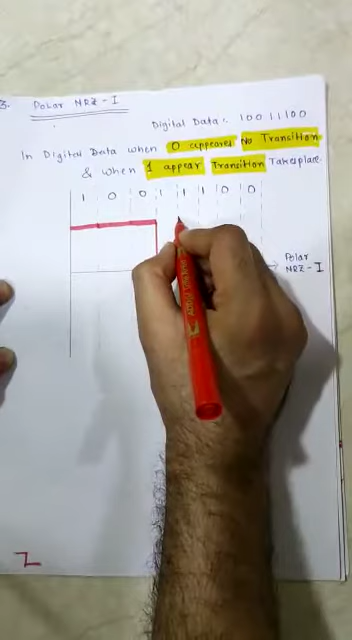 3. Polar NRZ - I
Digital Data :- 10011100
In Digital Data when 0 appeared No Transition
& when 1 appear Transition Takesplace
1 0 0 1 1 1 0 0
Polar
NRZ - I